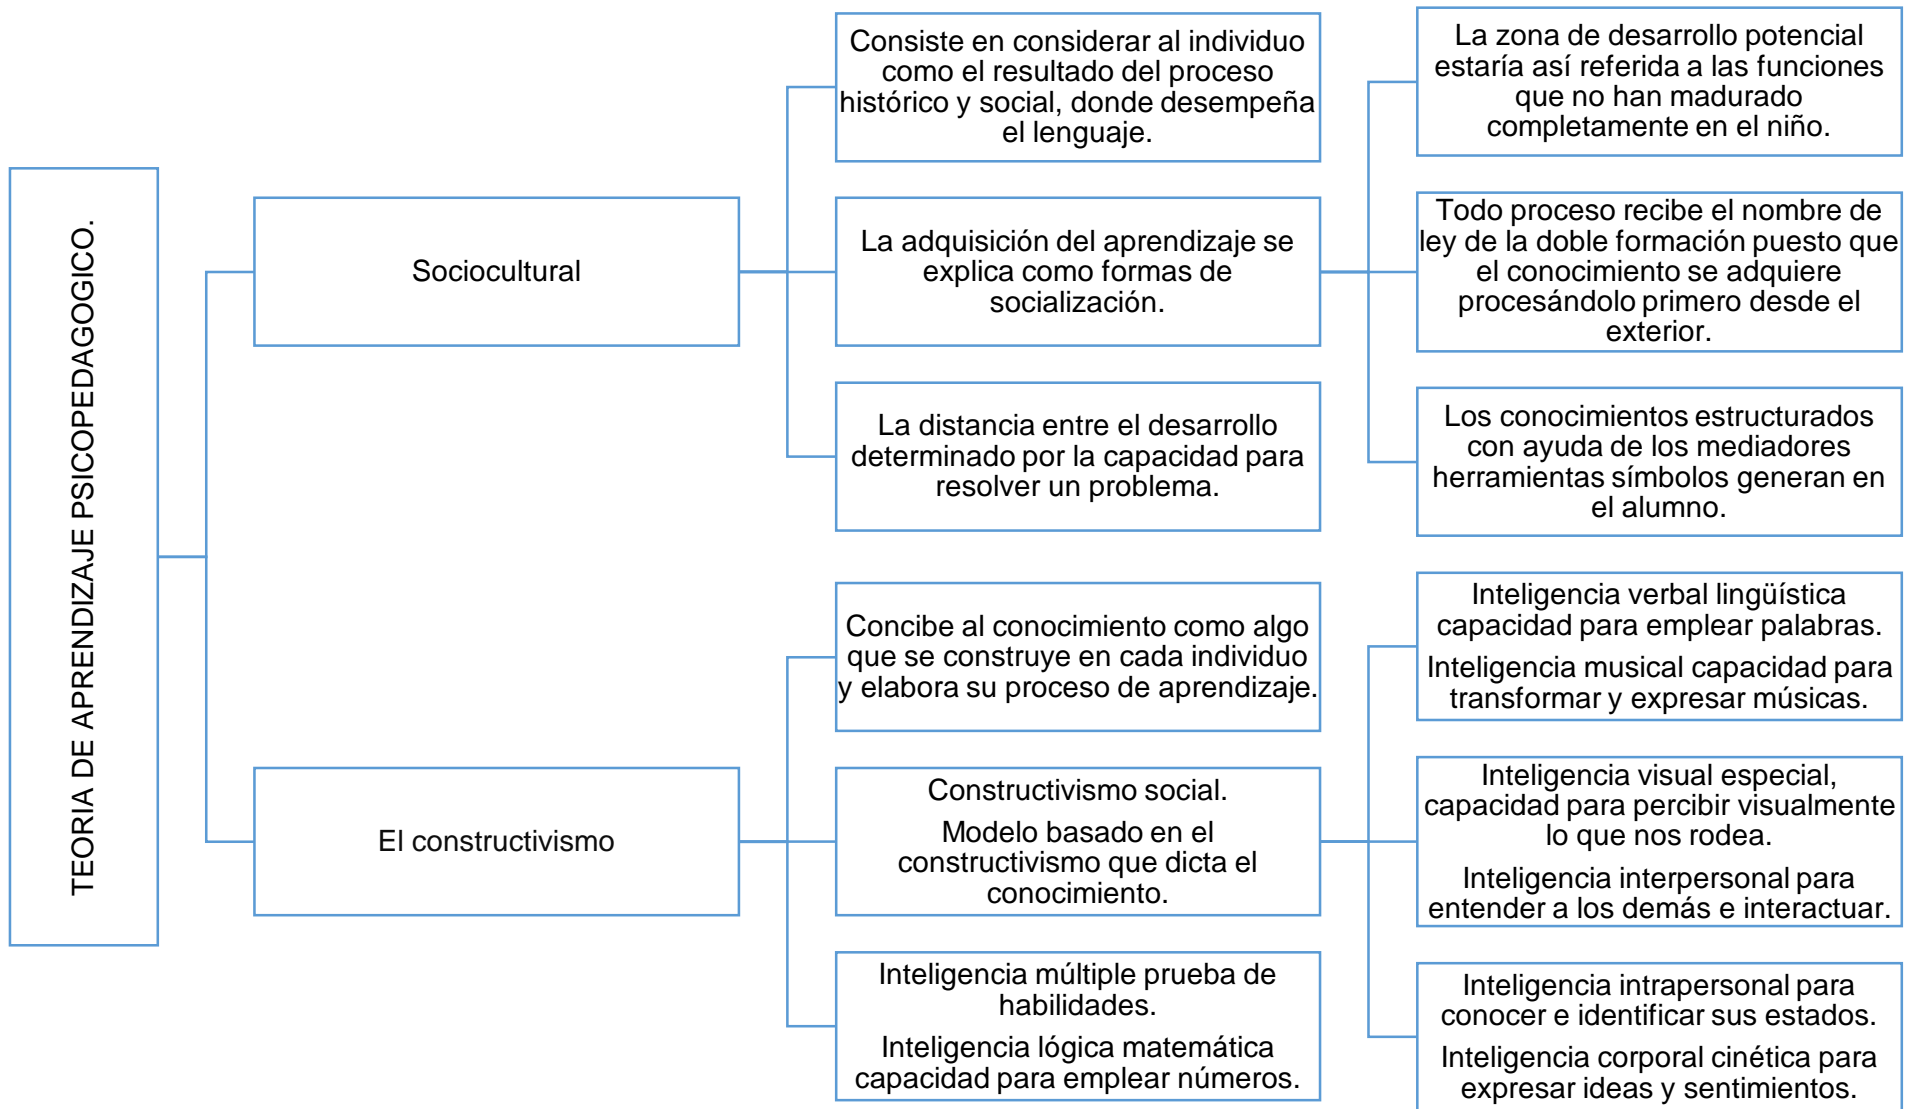 TEORIA DE APRENDIZAJE PSICOPEDAGOGICO.
Sociocultural
Consiste en considerar al individuo
como el resultado del proceso
histórico y social, donde desempeña
el lenguaje.
La adquisición del aprendizaje se
explica como formas de
socialización.
La distancia entre el desarrollo
determinado por la capacidad para
resolver un problema.
La zona de desarrollo potencial
estaría así referida a las funciones
que no han madurado
completamente en el niño.
Todo proceso recibe el nombre de
ley de la doble formación puesto que
el conocimiento se adquiere
procesándolo primero desde el
exterior.
Los conocimientos estructurados
con ayuda de los mediadores
herramientas símbolos generan en
el alumno.
El constructivismo
Concibe al conocimiento como algo
que se construye en cada individuo
y elabora su proceso de aprendizaje.
Constructivismo social.
Modelo basado en el
constructivismo que dicta el
conocimiento.
Inteligencia múltiple prueba de
habilidades.
Inteligencia lógica matemática
capacidad para emplear números.
Inteligencia verbal lingüística
capacidad para emplear palabras.
Inteligencia musical capacidad para
transformar y expresar músicas.
Inteligencia visual especial,
capacidad para percibir visualmente
lo que nos rodea.
Inteligencia interpersonal para
entender a los demás e interactuar.
Inteligencia intrapersonal para
conocer e identificar sus estados.
Inteligencia corporal cinética para
expresar ideas y sentimientos.